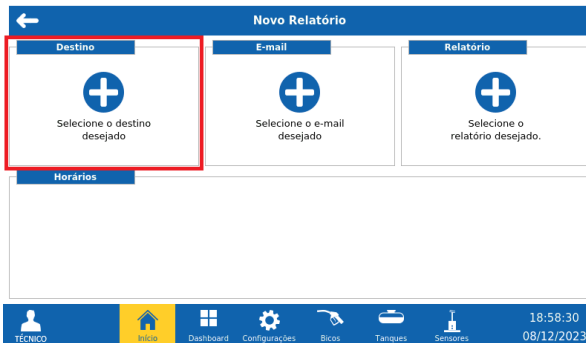 Novo Relatório
Destino
E-mail
Relatório
Selecione o destino
desejado
Selecione o e-mail
desejado
Selecione o
relatório desejado.
Horários
TÉCNICO
Início
Dashboard
Configurações
Bicos
Tanques
Sensores
18:58:30
08/12/2023